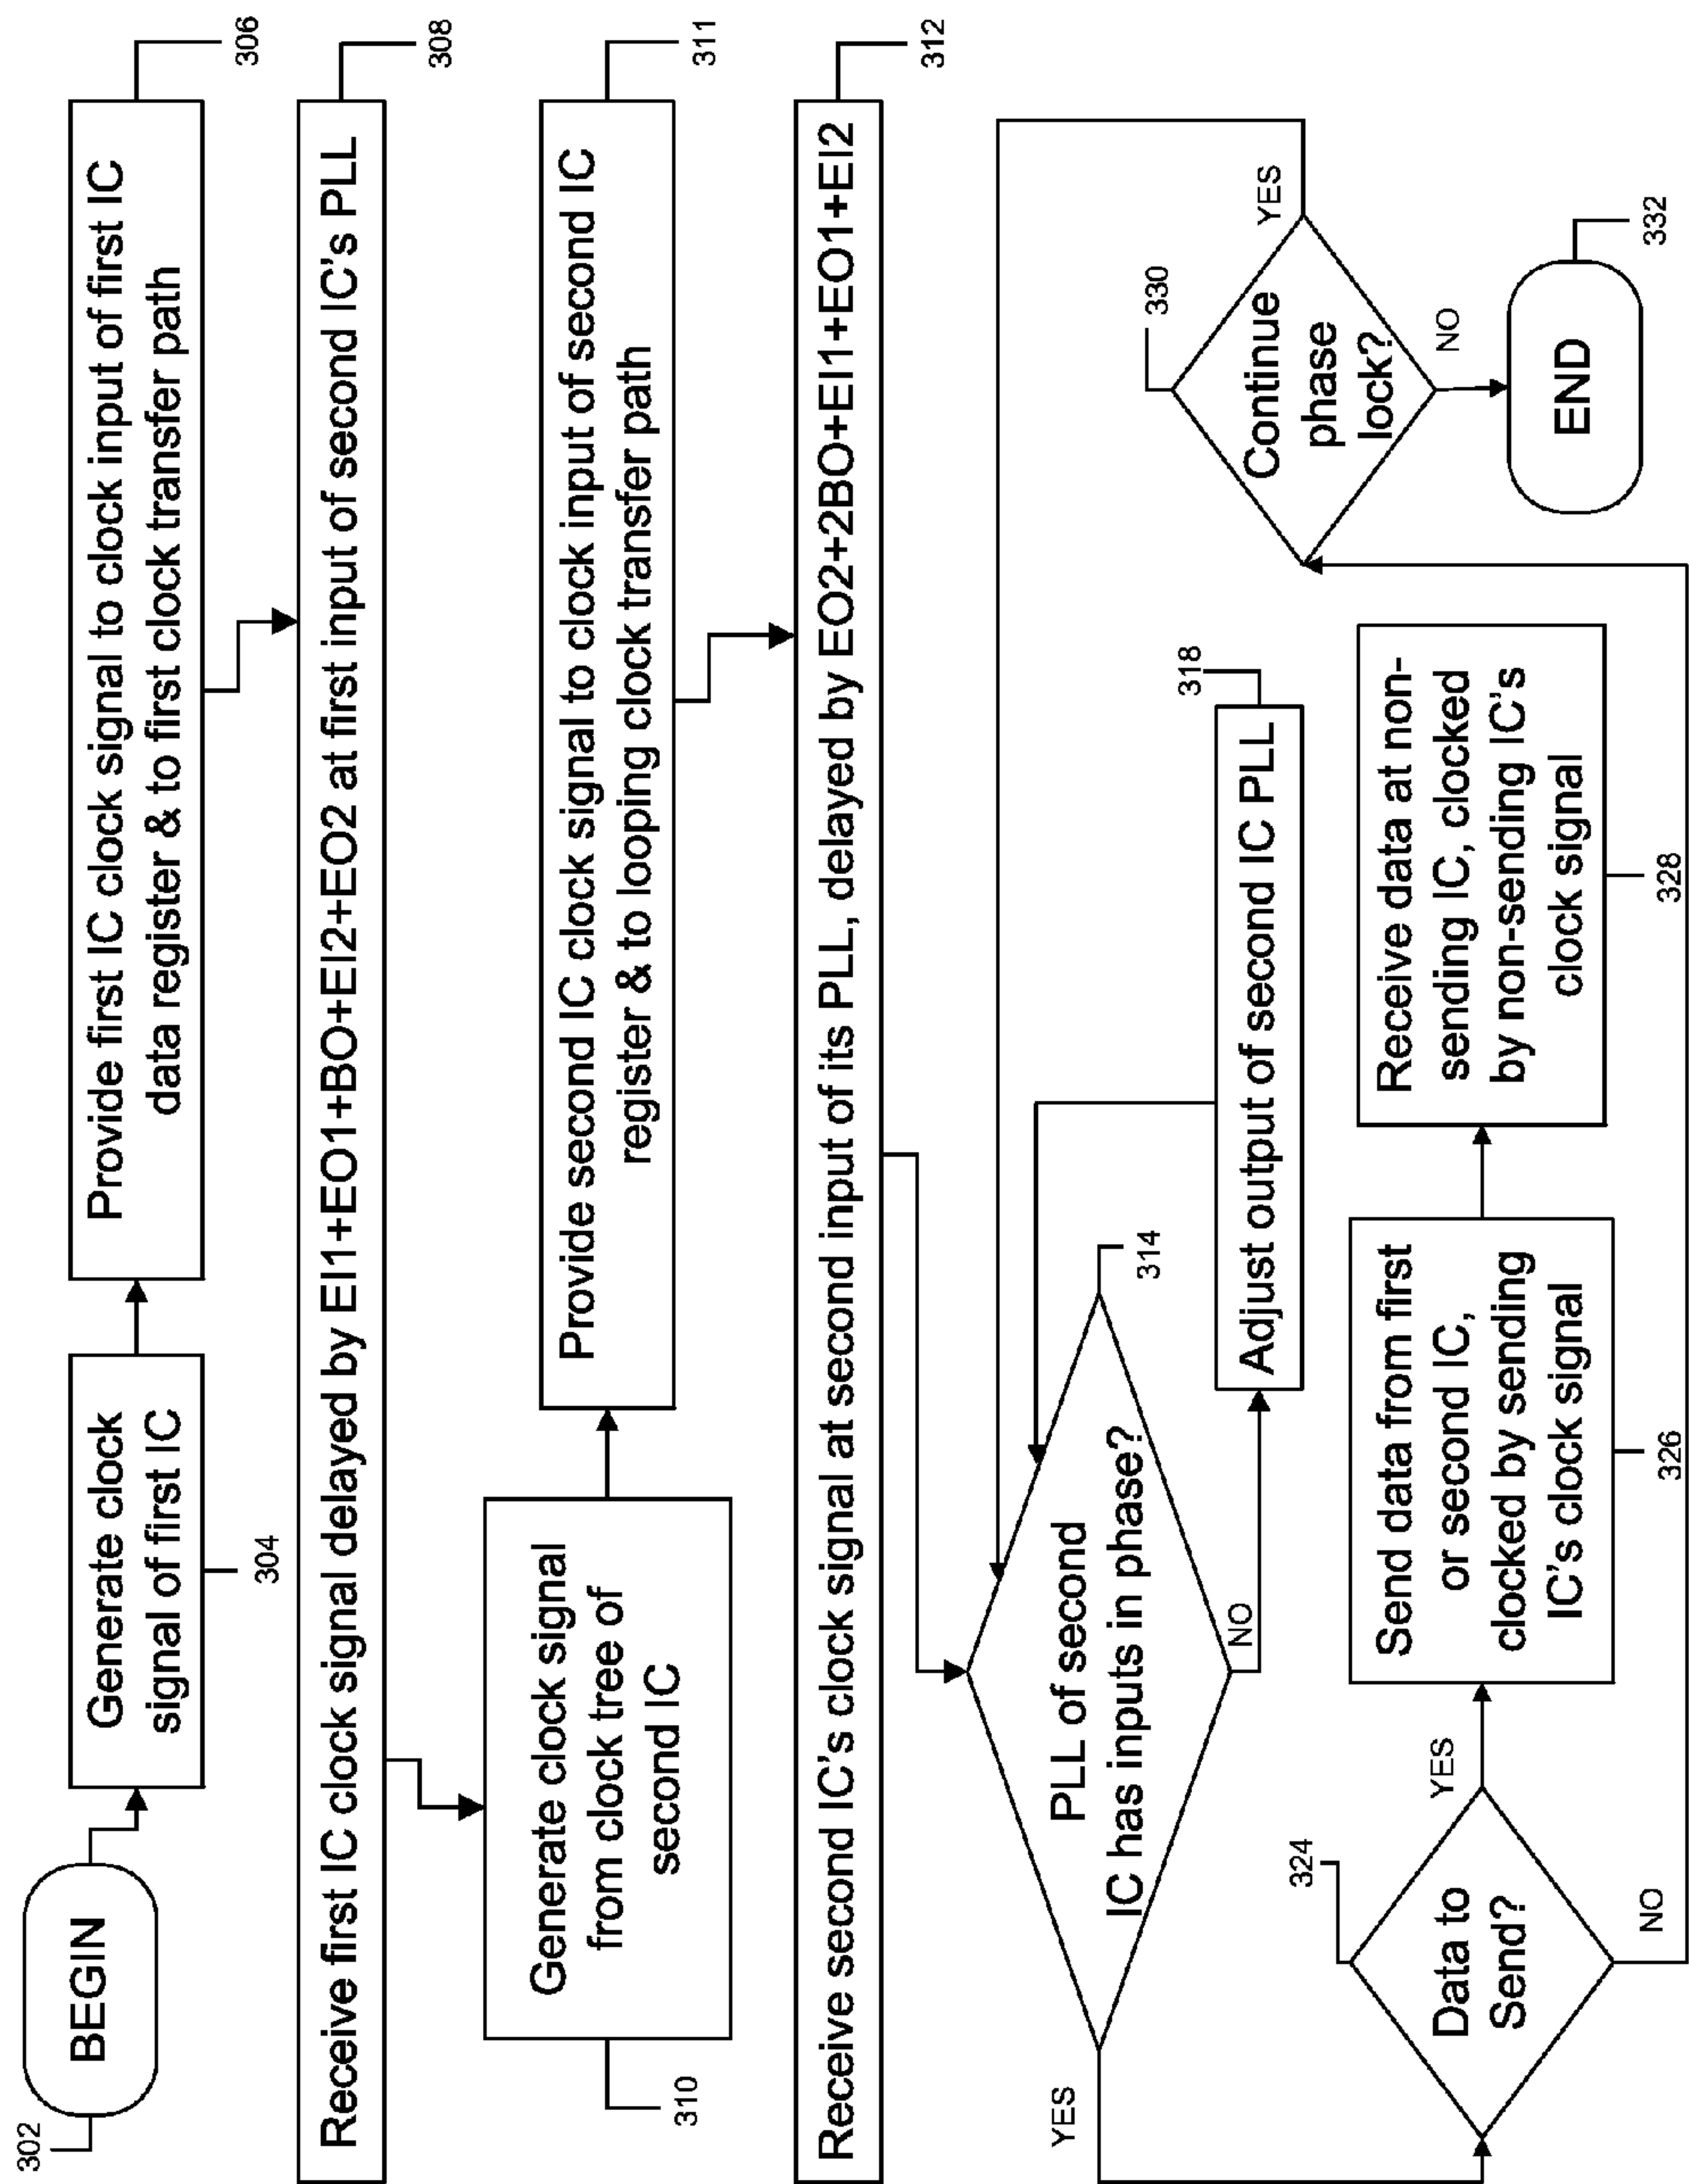 302
BEGIN
Generate clock
signal of first IC
304
Provide first IC clock signal to clock input of first IC
data register & to first clock transfer path
306
Receive first IC clock signal delayed by EI1+EO1+BO+EI2+EO2 at first input of second IC's PLL
308
Generate clock signal
from clock tree of
second IC
310
Provide second IC clock signal to clock input of second IC
register & to looping clock transfer path
311
Receive second IC's clock signal at second input of its PLL, delayed by EO2+2BO+EI1+EO1+EI2
312
PLL of second
IC has inputs in phase?
314
YES
NO
Adjust output of second IC PLL
318
Data to
Send?
324
YES
NO
Send data from first
or second IC,
clocked by sending
IC's clock signal
326
Receive data at non-
sending IC, clocked
by non-sending IC's
clock signal
328
Continue
phase
lock?
330
YES
NO
END
332